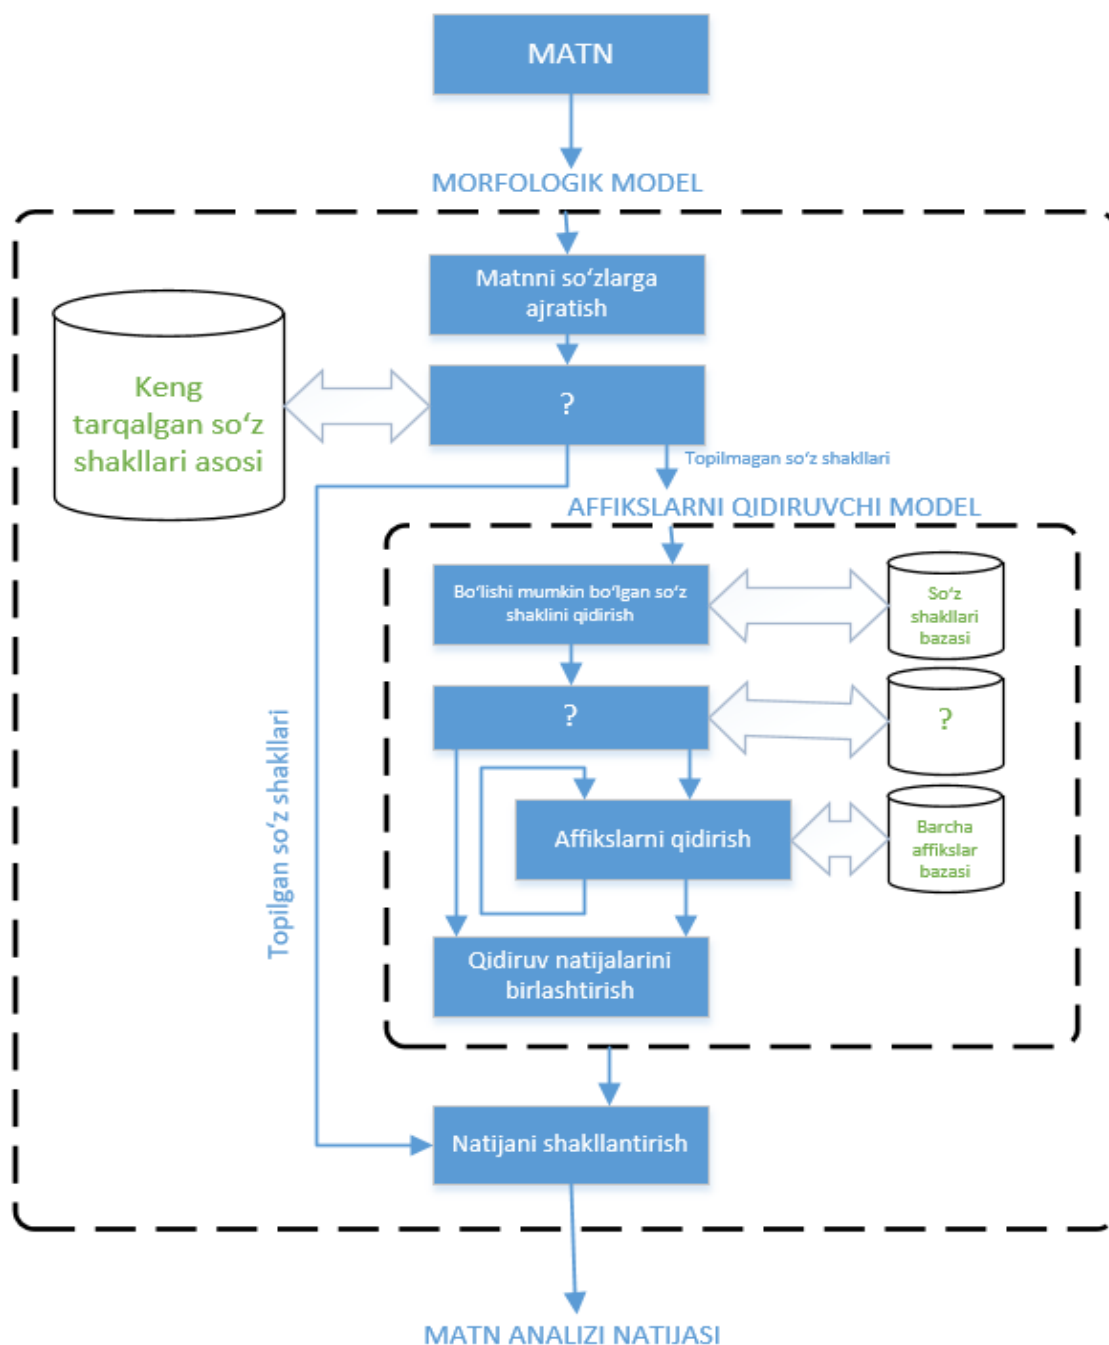 MATN
MORFOLOGIK MODEL
Matnni so‘zlarga
ajratish
Keng
tarqalgan so‘z
shakllari asosi
?
Topilmagan so‘z shakllari
AFFIKSLARNI QIDIRUVCHI MODEL
Bo‘lishi mumkin bo‘lgan so‘z
shaklini qidirish
So‘z
shakllari
bazasi
?
?
Topilgan so‘z shakllari
Affikslarni qidirish
Barcha
affikslar
bazasi
Qidiruv natijalarini
birlashtirish
Natijani shakllantirish
MATN ANALIZI NATIJASI